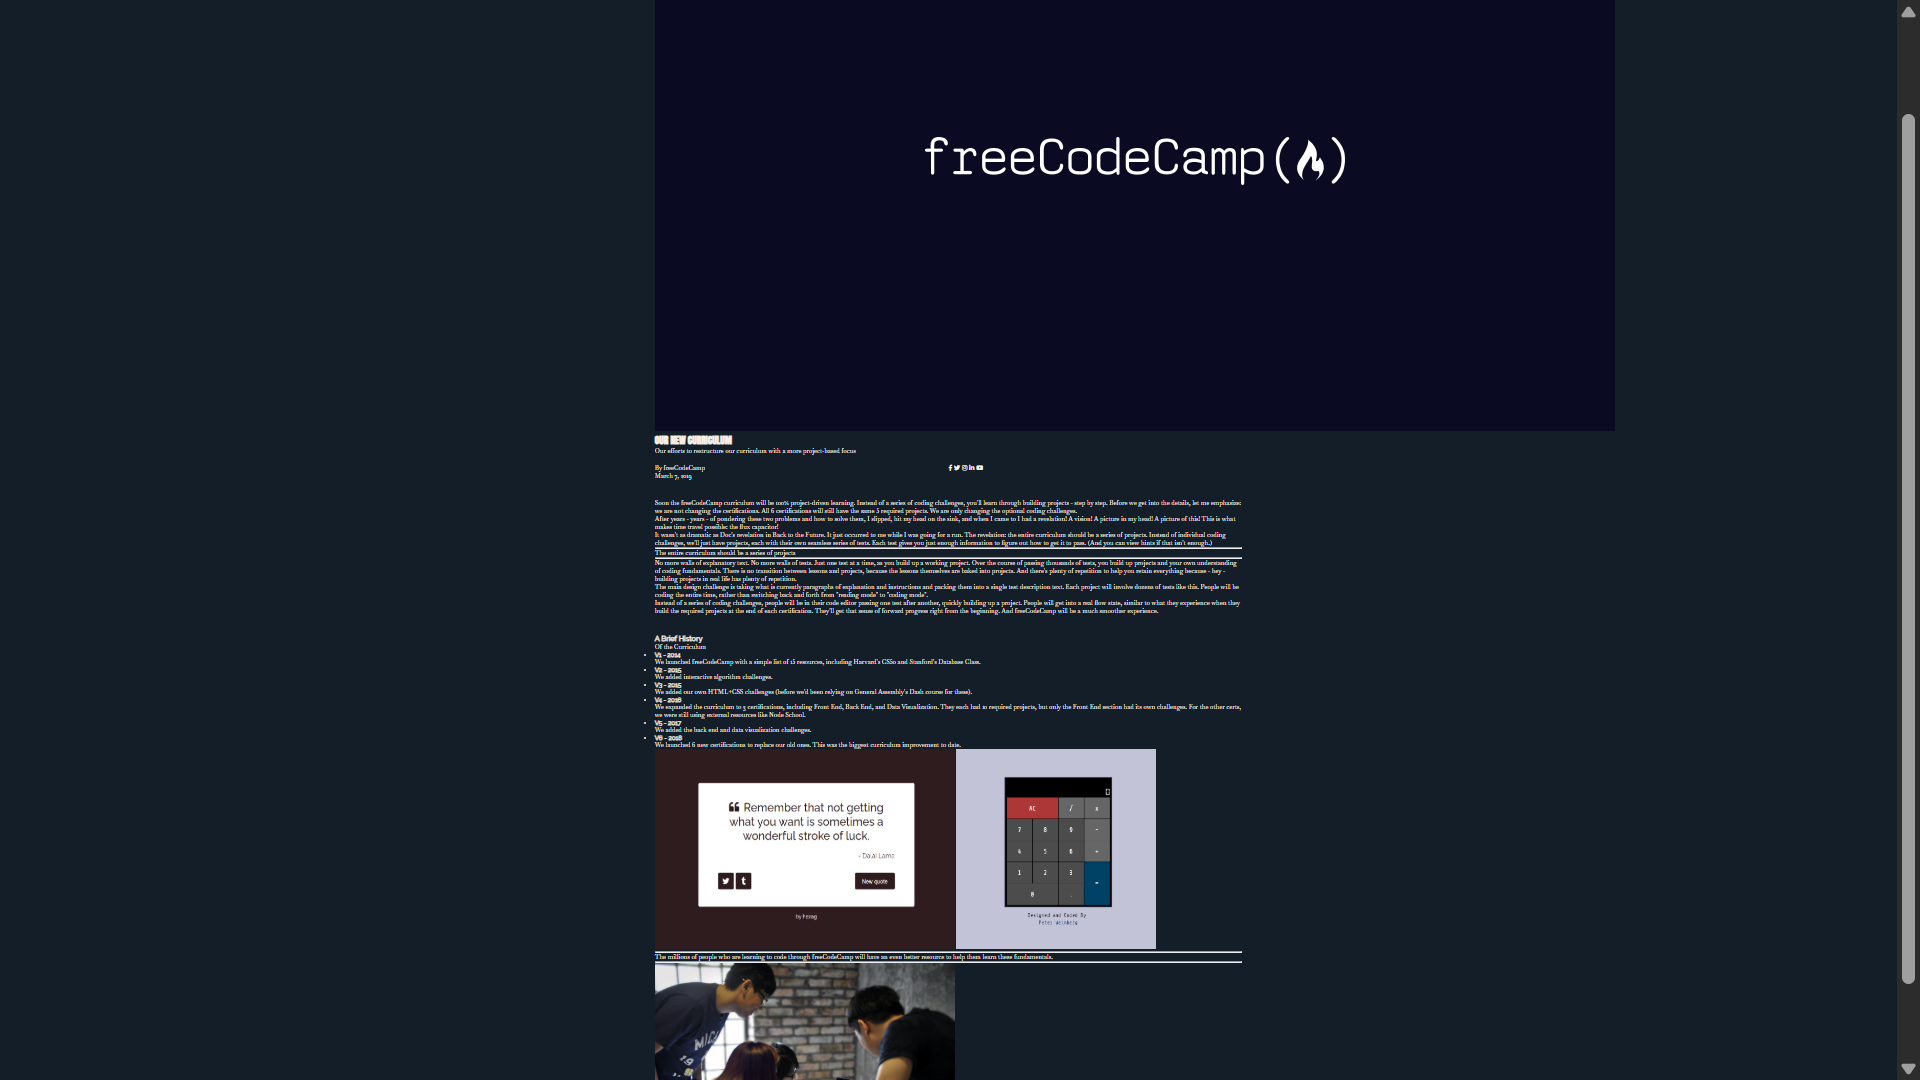 freeCodeCamp()
OUR NEW CURRICULUM
Our efforts to restructure our curriculum with a more project-based focus
By freeCodeCamp
March 7, 2019
Soon the freeCodeCamp curriculum will be 100% project-driven learning. Instead of a series of coding challenges, you'll learn through building projects - step by step. Before we get into the details, let me emphasize:
we are not changing the certifications. All 6 certifications will still have the same 5 required projects. We are only changing the optional coding challenges.
After years - years - of pondering these two problems and how to solve them, I slipped, hit my head on the sink, and when I came to I had a revelation! A vision! A picture in my head! A picture of this! This is what
makes time travel possible: the flux capacitor!
It wasn't as dramatic as Doc's revelation in Back to the Future. It just occurred to me while I was going for a run. The revelation: the entire curriculum should be a series of projects. Instead of individual coding
challenges, we'll just have projects, each with their own seamless series of tests. Each test gives you just enough information to figure out how to get it to pass. (And you can view hints if that isn't enough.)
The entire curriculum should be a series of projects
No more walls of explanatory text. No more walls of tests. Just one test at a time, as you build up a working project. Over the course of passing thousands of tests, you build up projects and your own understanding
of coding fundamentals. There is no transition between lessons and projects, because the lessons themselves are baked into projects. And there's plenty of repetition to help you retain everything because - hey -
building projects in real life has plenty of repetition.
The main design challenge is taking what is currently paragraphs of explanation and instructions and packing them into a single test description text. Each project will involve dozens of tests like this. People will be
coding the entire time, rather than switching back and forth from "reading mode" to "coding mode".
Instead of a series of coding challenges, people will be in their code editor passing one test after another, quickly building up a project. People will get into a real flow state, similar to what they experience when they
build the required projects at the end of each certification. They'll get that sense of forward progress right from the beginning. And freeCodeCamp will be a much smoother experience.
A Brief History
Of the Curriculum
V1 - 2014
We launched freeCodeCamp with a simple list of 15 resources, including Harvard's CS50 and Stanford's Database Class.
V2 - 2015
We added interactive algorithm challenges.
V3 - 2015
We added our own HTML+CSS challenges (before we'd been relying on General Assembly's Dash course for these).
V4 - 2016
We expanded the curriculum to 3 certifications, including Front End, Back End, and Data Visualization. They each had 10 required projects, but only the Front End section had its own challenges. For the other certs,
we were still using external resources like Node School.
V5 - 2017
We added the back end and data visualization challenges.
V6 - 2018
We launched 6 new certifications to replace our old ones. This was the biggest curriculum improvement to date.
Remember that not getting
what you want is sometimes a
wonderful stroke of luck.
- Dalai Lama
New quote
by
0
AC / x
7 8 9 -
4 5 6 +
1 2 3 =
0 .
Designed and Coded By
Peter Weinberg
The millions of people who are learning to code through freeCodeCamp will have an even better resource to help them learn these fundamentals.
MIC
19